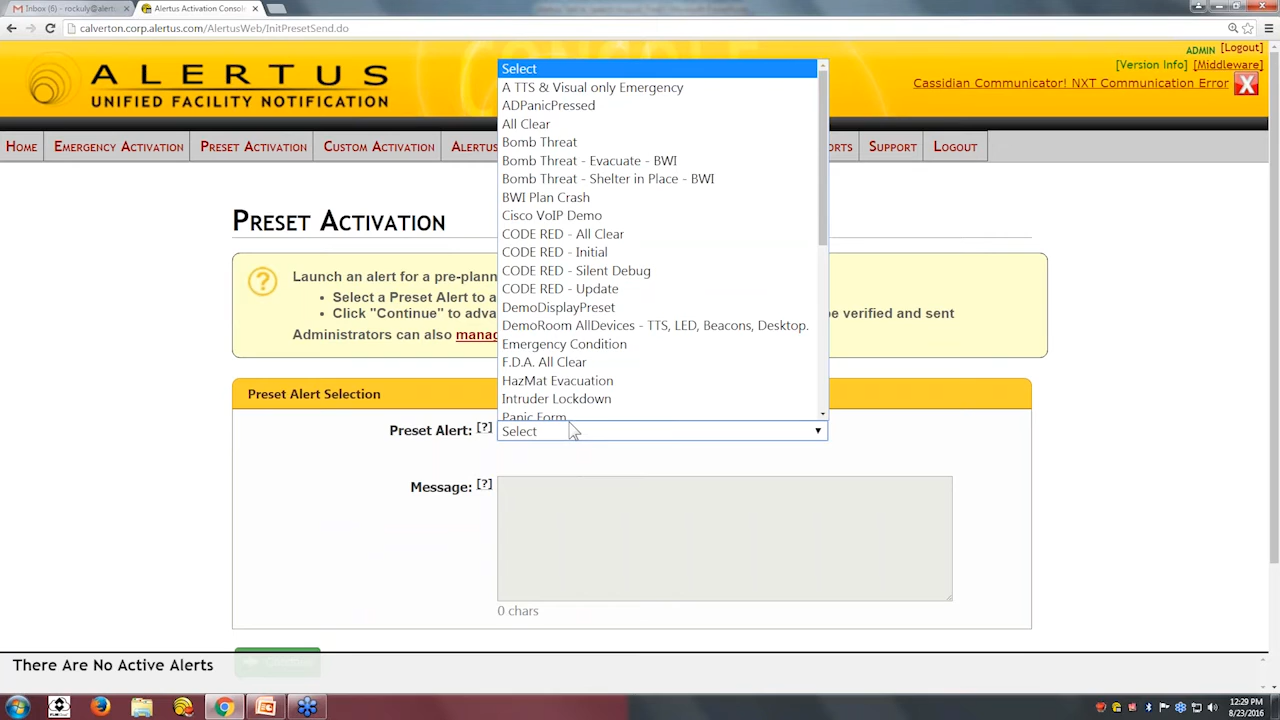 Inbox (6) - rockuly@alert
Alertus Activation Consol
calverton.corp.alertus.com/AlertusWeb/InitPresetSend.do
ADMIN [Logout]
[Version Info] [Middleware]
Cassidian Communicator! NXT Communication Error
ALERTUS
UNIFIED FACILITY NOTIFICATION
HOME EMERGENCY ACTIVATION PRESET ACTIVATION CUSTOM ACTIVATION ALERTUS ORTS SUPPORT LOGOUT
Select
A TTS & Visual only Emergency
ADPanicPressed
All Clear
Bomb Threat
Bomb Threat - Evacuate - BWI
Bomb Threat - Shelter in Place - BWI
BWI Plan Crash
Cisco VoIP Demo
CODE RED - All Clear
CODE RED - Initial
CODE RED - Silent Debug
CODE RED - Update
DemoDisplayPreset
DemoRoom AllDevices - TTS, LED, Beacons, Desktop.
Emergency Condition
F.D.A. All Clear
HazMat Evacuation
Intruder Lockdown
Panic Form
PRESET ACTIVATION
Launch an alert for a pre-plann
• Select a Preset Alert to a
• Click "Continue" to adva be verified and sent
Administrators can also manag
Preset Alert Selection
Preset Alert: [?] Select
Message: [?]
0 chars
There Are No Active Alerts
12:29 PM
8/23/2016